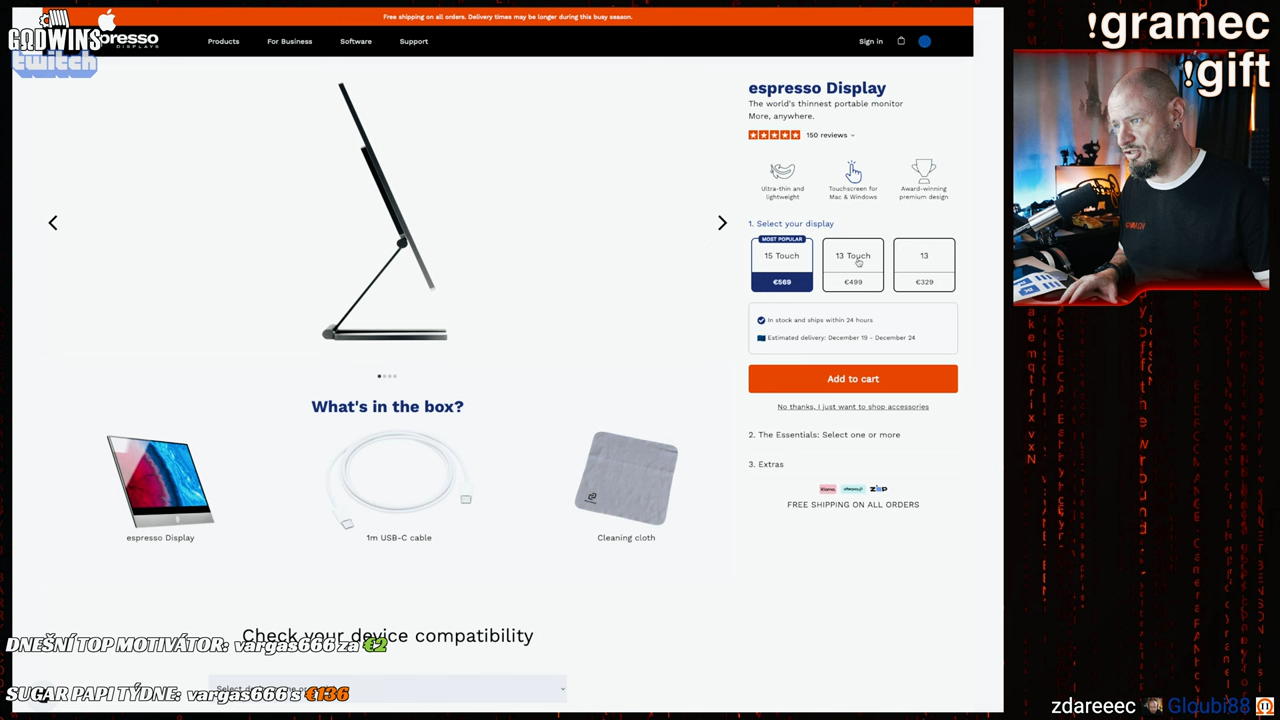 Free shipping on all orders. Delivery times may be longer during this busy season.
GODWINS
twitch
presso
DISPLAYS
Products
For Business
Software
Support
Sign in
!gramec
!gift
espresso Display
The world's thinnest portable monitor
More, anywhere.
150 reviews
Ultra-thin and
lightweight
Touchscreen for
Mac & Windows
Award-winning
premium design
1. Select your display
MOST POPULAR
15 Touch
€569
13 Touch
€499
13
€329
In stock and ships within 24 hours
Estimated delivery: December 19 - December 24
Add to cart
No thanks, I just want to shop accessories
2. The Essentials: Select one or more
3. Extras
Klarna.
afterpay
zip
FREE SHIPPING ON ALL ORDERS
What's in the box?
espresso Display
1m USB-C cable
Cleaning cloth
Check your device compatibility
DNEŠNÍ TOP MOTIVÁTOR: vargas666 za €2
SUGAR PAPI TÝDNE: vargas666 s €136
zdareeec
Gloubi88